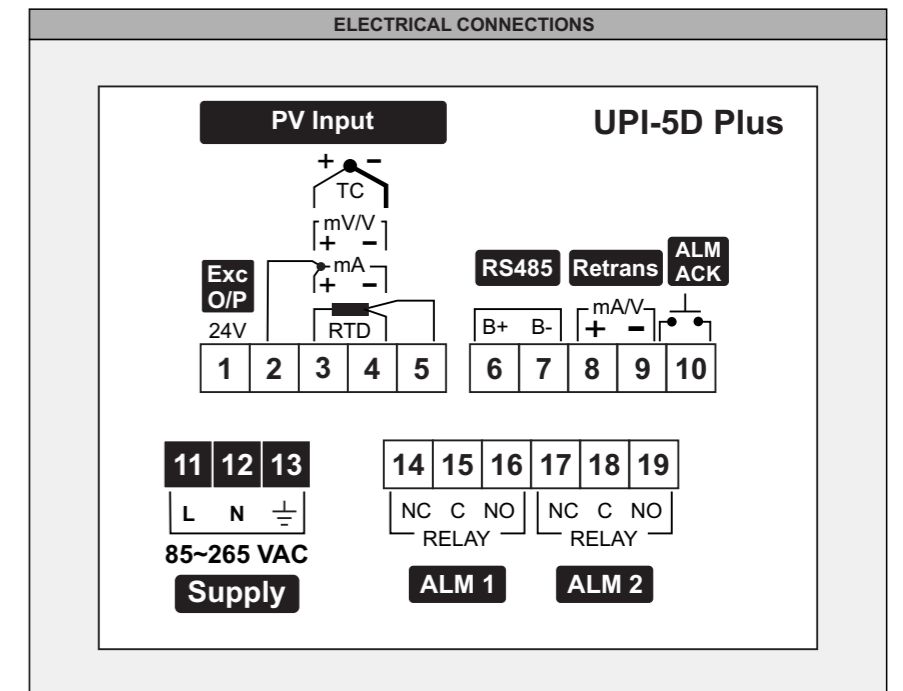 ELECTRICAL CONNECTIONS
PV Input
UPI-5D Plus
+ −
TC
mV/V
+ −
mA
+ −
Exc
O/P
24V
RTD
RS485
Retrans
ALM
ACK
mA/V
B+ B-
+ −
1 2 3 4 5
6 7 8 9 10
11 12 13
14 15 16 17 18 19
L N
NC C NO NC C NO
RELAY RELAY
85~265 VAC
Supply
ALM 1
ALM 2